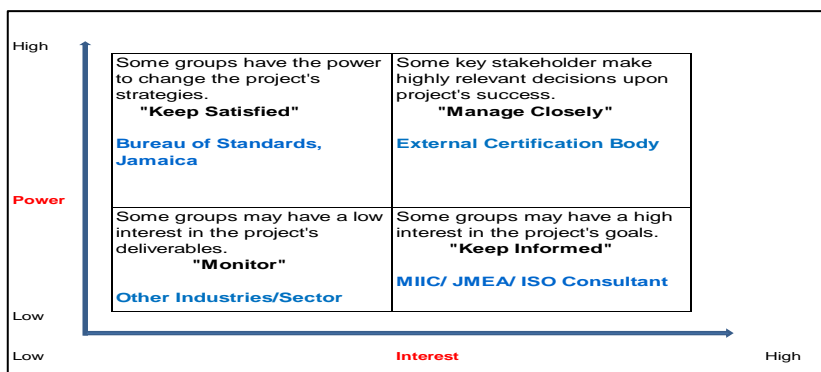 High
Some groups have the power
to change the project's
strategies.
"Keep Satisfied"
Bureau of Standards,
Jamaica
Some key stakeholder make
highly relevant decisions upon
project's success.
"Manage Closely"
External Certification Body
Power
Some groups may have a low
interest in the project's
deliverables.
"Monitor"
Other Industries/Sector
Some groups may have a high
interest in the project's goals.
"Keep Informed"
MIIC/ JMEA/ ISO Consultant
Low
Low
Interest
High